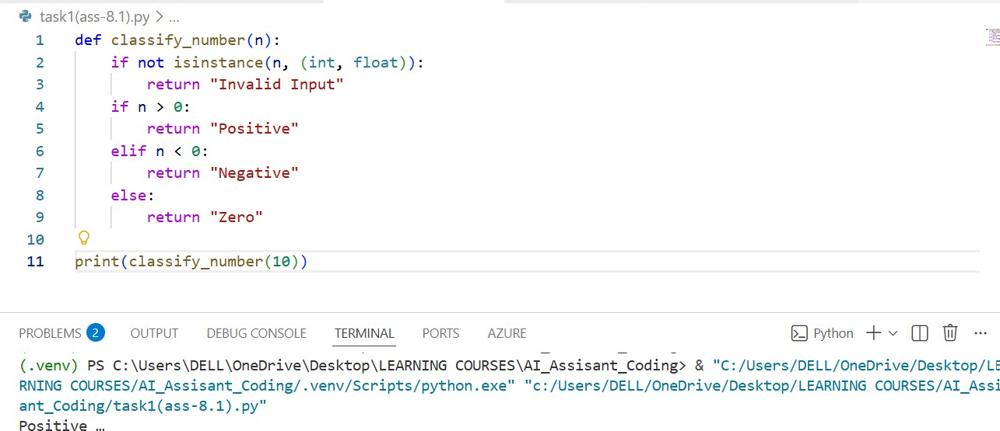 task1(ass-8.1).py > ...
1 def classify_number(n):
2     if not isinstance(n, (int, float)):
3         return "Invalid Input"
4     if n > 0:
5         return "Positive"
6     elif n < 0:
7         return "Negative"
8     else:
9         return "Zero"
10
11 print(classify_number(10))
PROBLEMS 2 OUTPUT DEBUG CONSOLE TERMINAL PORTS AZURE Python
(.venv) PS C:\Users\DELL\OneDrive\Desktop\LEARNING COURSES\AI_Assisant_Coding> & "C:/Users/DELL/OneDrive/Desktop/LE
RNING COURSES/AI_Assisant_Coding/.venv/Scripts/python.exe" "c:/Users/DELL/OneDrive/Desktop/LEARNING COURSES/AI_Assi
ant_Coding/task1(ass-8.1).py"
Positive …